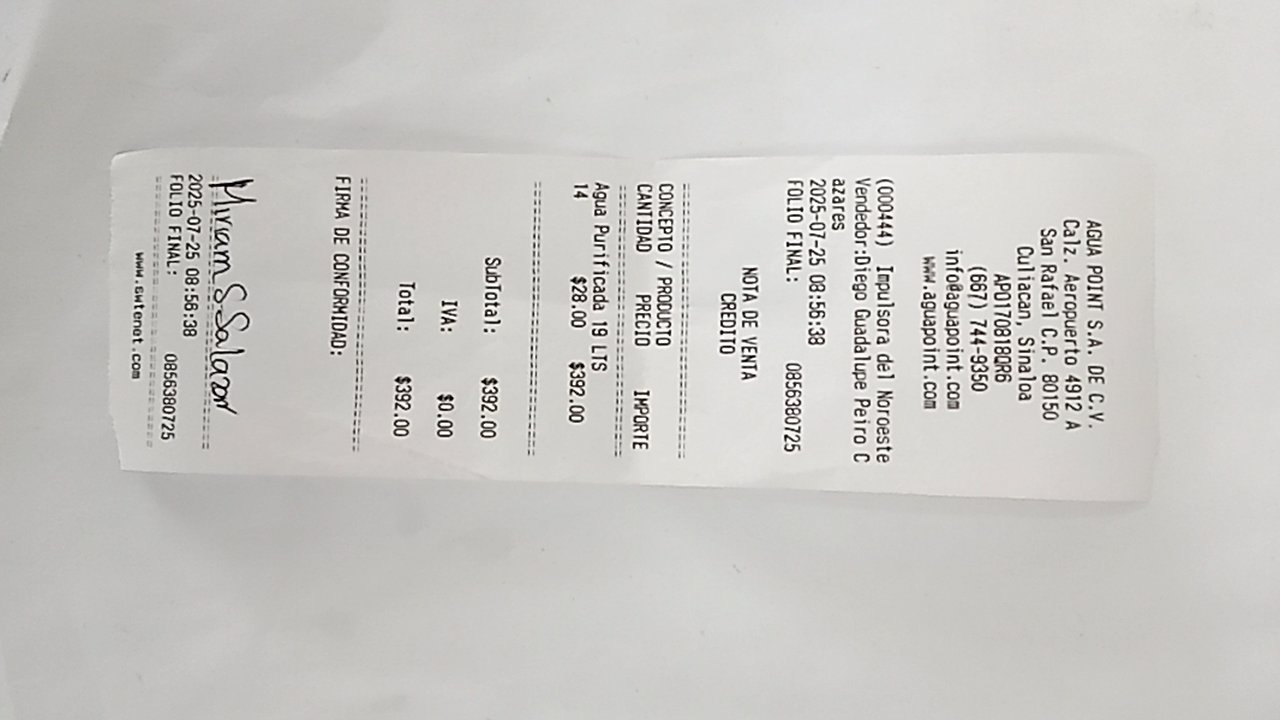 AGUA POINT S.A. DE C.V.
Calz. Aeropuerto 4912 A
San Rafael C.P. 80150
Culiacan, Sinaloa
APO170818QR6
(667) 744-9350
info@aguapoint.com
www.aguapoint.com
(000444) Impulsora del Noroeste
Vendedor:Diego Guadalupe Peiro C
azares
2025-07-25 08:56:38
FOLIO FINAL: 0856380725
NOTA DE VENTA
CREDITO
CONCEPTO / PRODUCTO
CANTIDAD PRECIO IMPORTE
Agua Purificada 19 LTS
14 $28.00 $392.00
SubTotal: $392.00
IVA: $0.00
Total: $392.00
FIRMA DE CONFORMIDAD:
Miriam S Salazar
2025-07-25 08:56:38
FOLIO FINAL: 0856380725
www.ewtenet.com